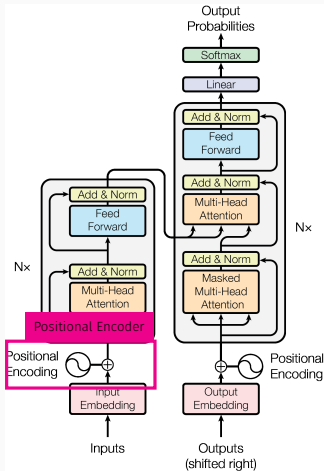 Output
Probabilities
Softmax
Linear
Add & Norm
Feed
Forward
Add & Norm
Multi-Head
Attention
Add & Norm
Masked
Multi-Head
Attention
Nx
Positional
Encoding
Output
Embedding
Outputs
(shifted right)
Add & Norm
Feed
Forward
Nx
Add & Norm
Multi-Head
Attention
Positional Encoder
Positional
Encoding
Input
Embedding
Inputs